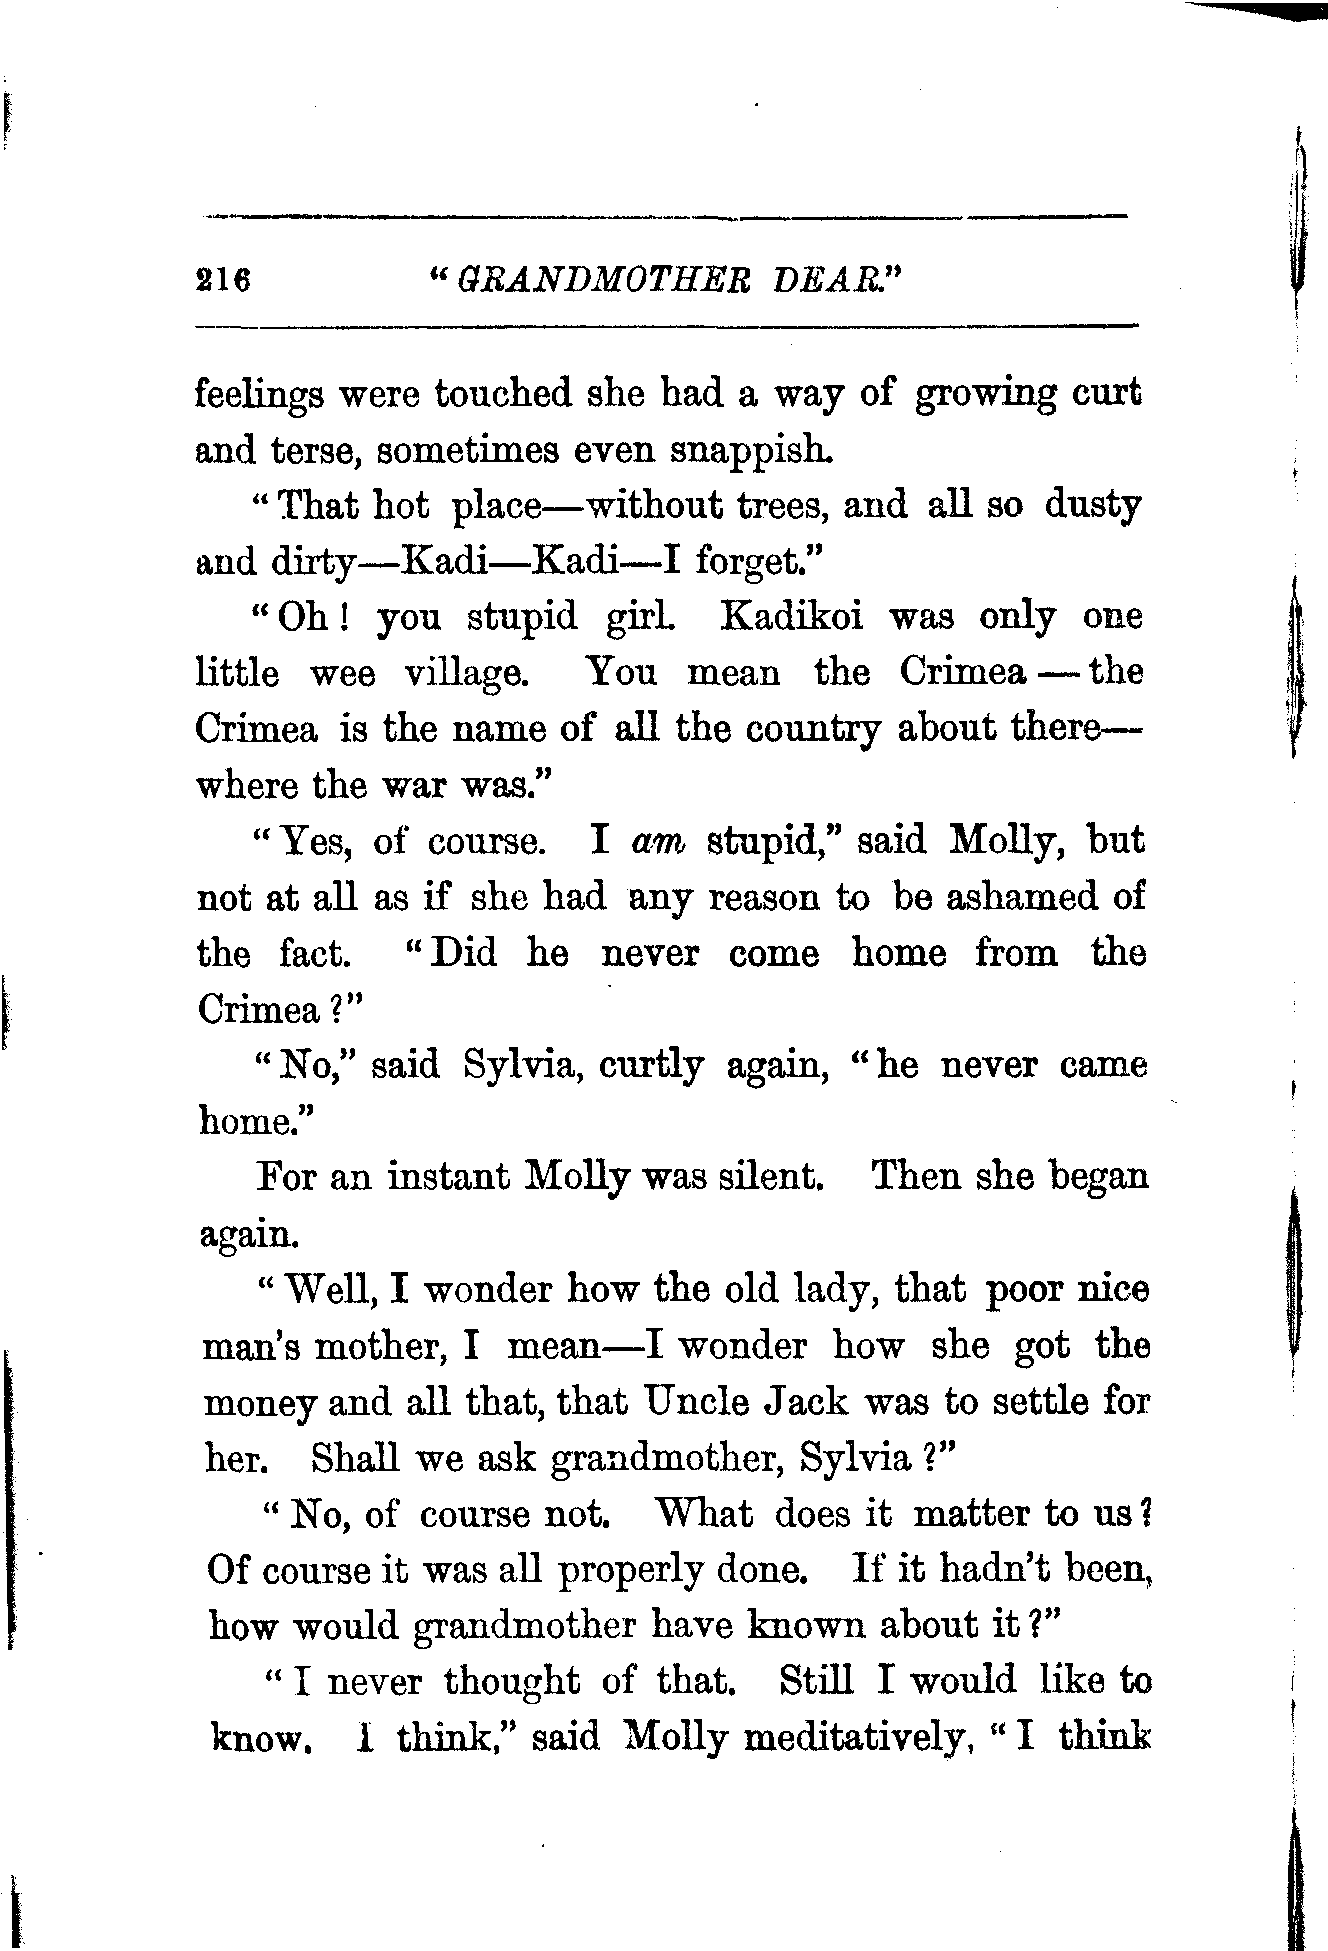 216 "GRANDMOTHER DEAR."
feelings were touched she had a way of growing curt
and terse, sometimes even snappish.
"That hot place—without trees, and all so dusty
and dirty—Kadi—Kadi—I forget."
"Oh! you stupid girl. Kadikoi was only one
little wee village. You mean the Crimea—the
Crimea is the name of all the country about there—
where the war was."
"Yes, of course. I am stupid," said Molly, but
not at all as if she had any reason to be ashamed of
the fact. "Did he never come home from the
Crimea?"
"No," said Sylvia, curtly again, "he never came
home."
For an instant Molly was silent. Then she began
again.
"Well, I wonder how the old lady, that poor nice
man's mother, I mean—I wonder how she got the
money and all that, that Uncle Jack was to settle for
her. Shall we ask grandmother, Sylvia?"
"No, of course not. What does it matter to us?
Of course it was all properly done. If it hadn't been,
how would grandmother have known about it?"
"I never thought of that. Still I would like to
know. I think," said Molly meditatively, "I think